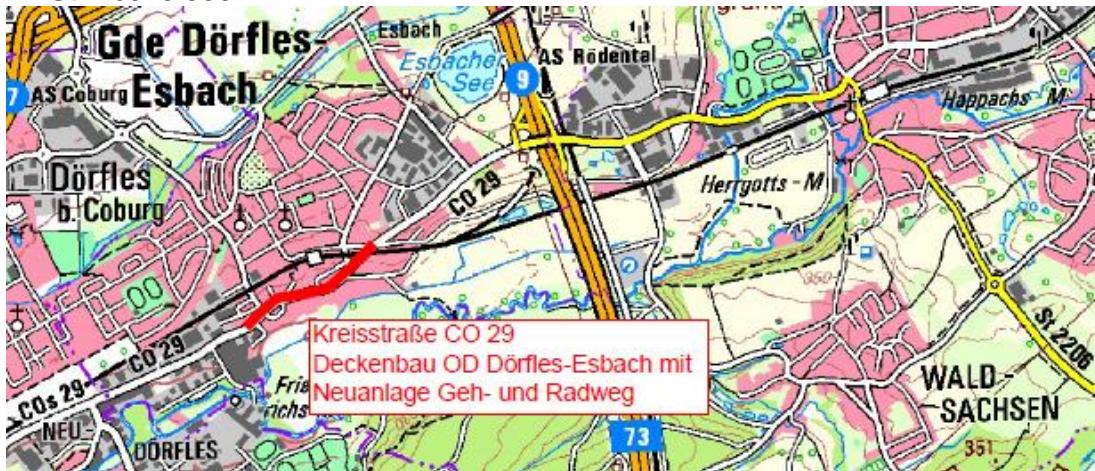 Gde Dörfles-
Esbach
Esbach
Esbacher
See
AS Rödental
9
7
AS Coburg
Dörfles
b. Coburg
CO 29
Herrgotts-M
Happachs-M
350
Kreisstraße CO 29
Deckenbau OD Dörfles-Esbach mit
Neuanlage Geh- und Radweg
CO 29
COs 29
NEU-
DÖRFLES
73
St 2206
WALD-
SACHSEN
351